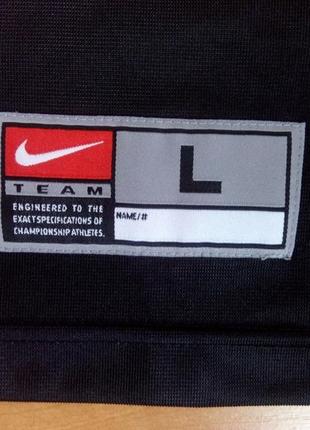 TEAM
ENGINEERED TO THE
EXACT SPECIFICATIONS OF
CHAMPIONSHIP ATHLETES.
L
NAME/#